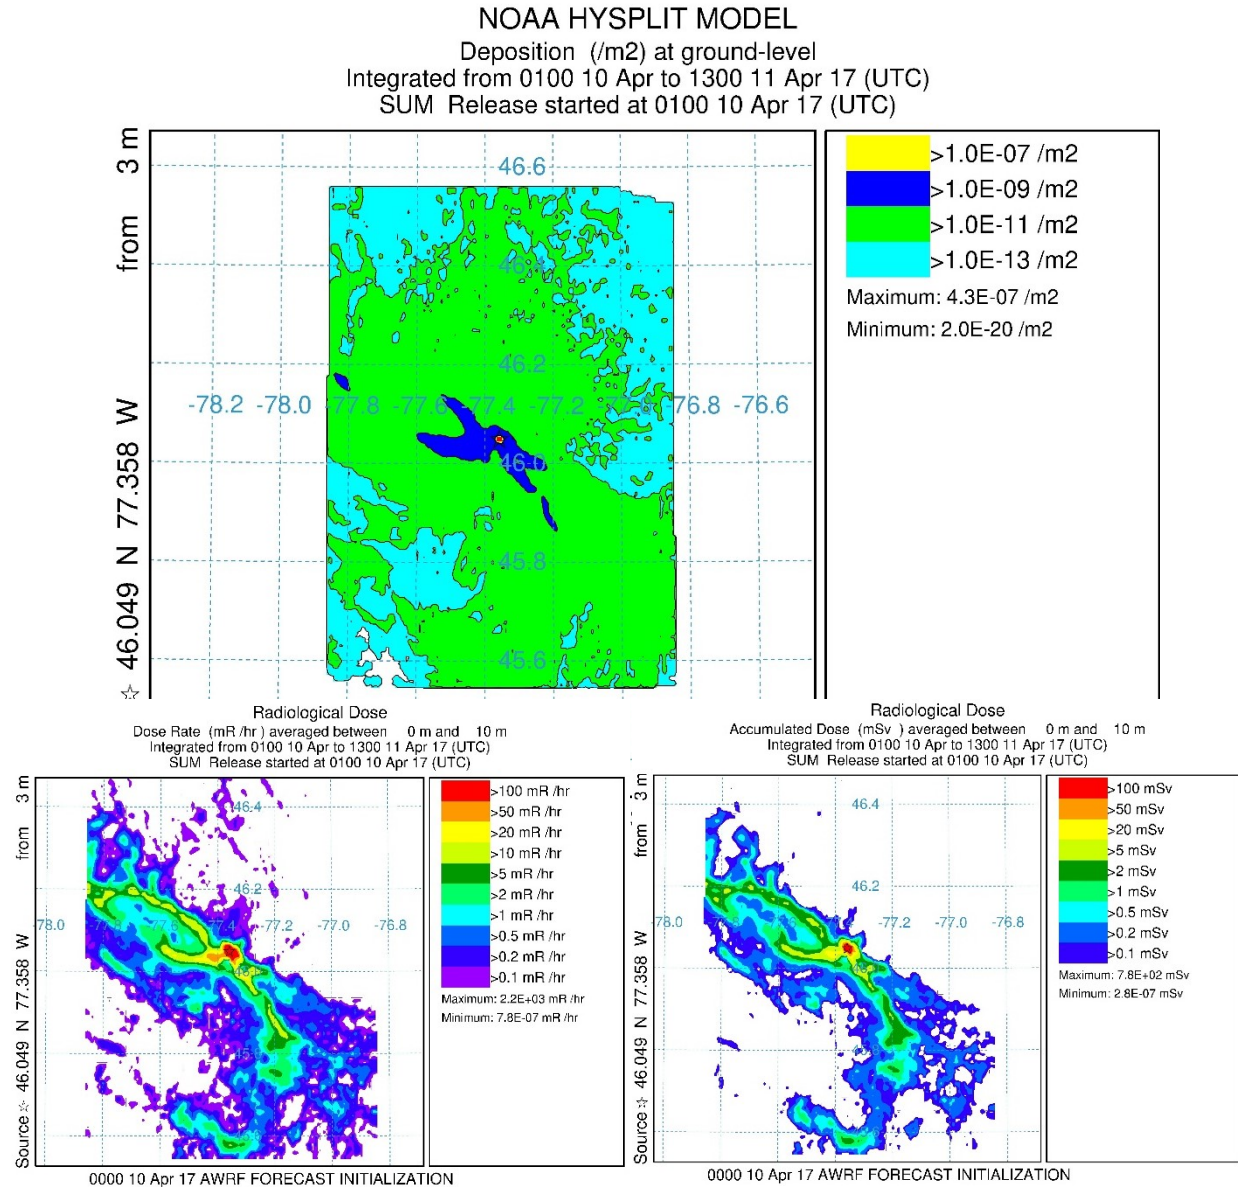 NOAA HYSPLIT MODEL
Deposition (/m2) at ground-level
Integrated from 0100 10 Apr to 1300 11 Apr 17 (UTC)
SUM Release started at 0100 10 Apr 17 (UTC)
☆ 46.049 N 77.358 W from 3 m
46.6
46.4
46.2
-78.2 -78.0 -77.8 -77.6 -77.4 -77.2 -76.8 -76.6
46.0
45.8
45.6
>1.0E-07 /m2
>1.0E-09 /m2
>1.0E-11 /m2
>1.0E-13 /m2
Maximum: 4.3E-07 /m2
Minimum: 2.0E-20 /m2
Radiological Dose
Dose Rate (mR /hr ) averaged between 0 m and 10 m
Integrated from 0100 10 Apr to 1300 11 Apr 17 (UTC)
SUM Release started at 0100 10 Apr 17 (UTC)
Source ☆ 46.049 N 77.358 W from 3 m
46.4
46.2
78.0 77.6 77.4 -77.2 -77.0 -76.8
>100 mR /hr
>50 mR /hr
>20 mR /hr
>10 mR /hr
>5 mR /hr
>2 mR /hr
>1 mR /hr
>0.5 mR /hr
>0.2 mR /hr
>0.1 mR /hr
Maximum: 2.2E+03 mR /hr
Minimum: 7.8E-07 mR /hr
0000 10 Apr 17 AWRF FORECAST INITIALIZATION
Radiological Dose
Accumulated Dose (mSv ) averaged between 0 m and 10 m
Integrated from 0100 10 Apr to 1300 11 Apr 17 (UTC)
SUM Release started at 0100 10 Apr 17 (UTC)
Source ☆ 46.049 N 77.358 W from 3 m
46.4
46.2
-78.0 -77.2 -77.0 -76.8
>100 mSv
>50 mSv
>20 mSv
>5 mSv
>2 mSv
>1 mSv
>0.5 mSv
>0.2 mSv
>0.1 mSv
Maximum: 7.8E+02 mSv
Minimum: 2.8E-07 mSv
0000 10 Apr 17 AWRF FORECAST INITIALIZATION